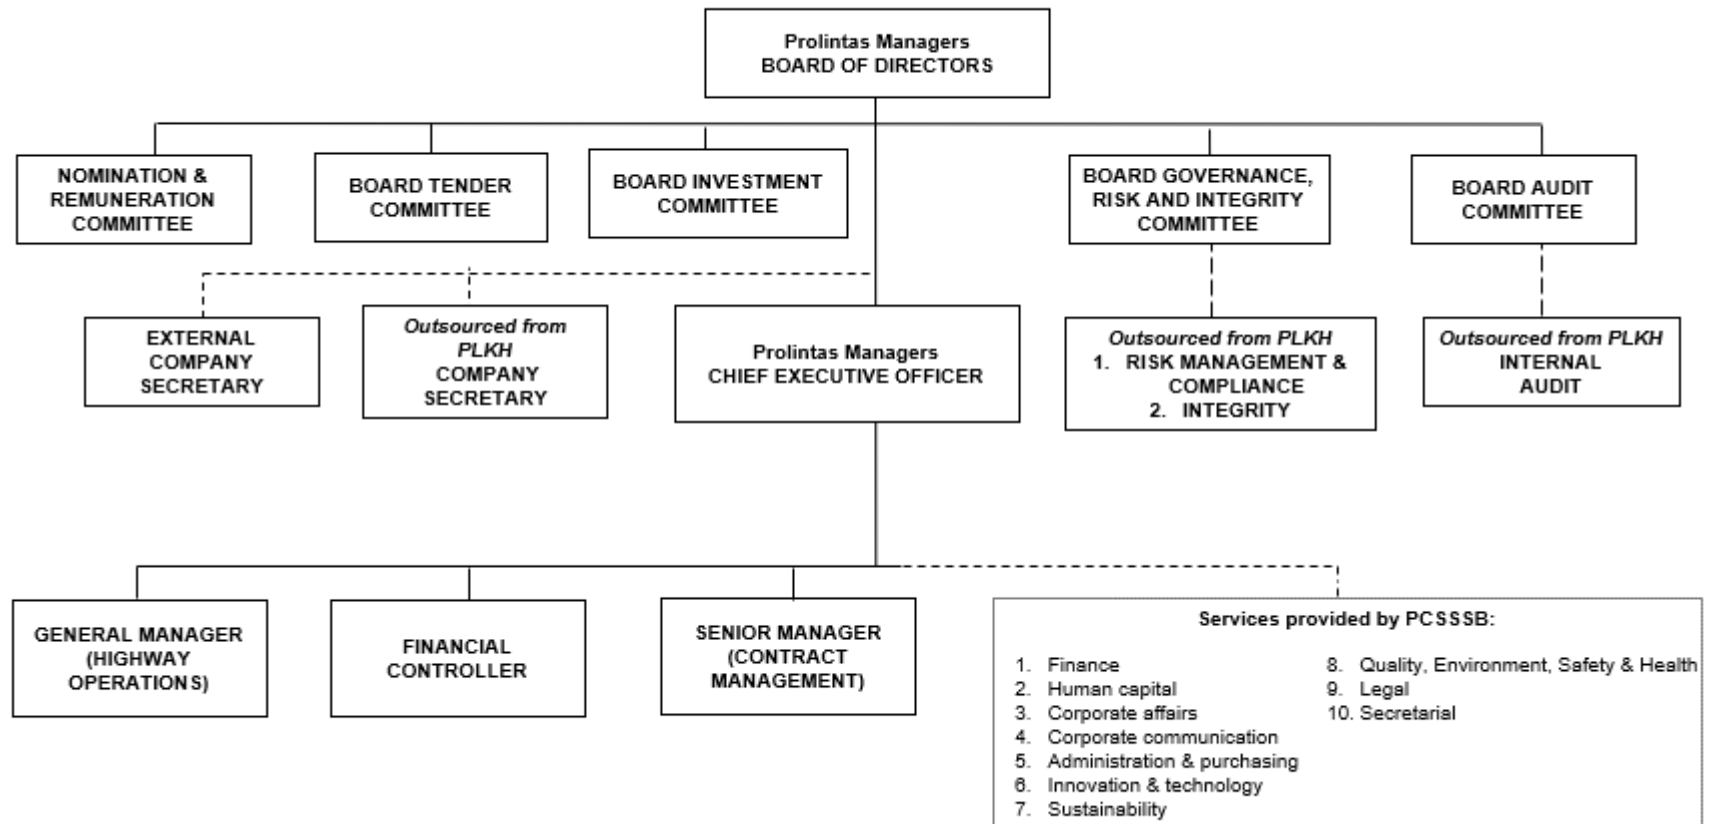 Prolintas Managers
BOARD OF DIRECTORS
NOMINATION &
REMUNERATION
COMMITTEE
BOARD TENDER
COMMITTEE
BOARD INVESTMENT
COMMITTEE
BOARD GOVERNANCE,
RISK AND INTEGRITY
COMMITTEE
BOARD AUDIT
COMMITTEE
EXTERNAL
COMPANY
SECRETARY
Outsourced from
PLKH
COMPANY
SECRETARY
Prolintas Managers
CHIEF EXECUTIVE OFFICER
Outsourced from PLKH
1. RISK MANAGEMENT &
COMPLIANCE
2. INTEGRITY
Outsourced from PLKH
INTERNAL
AUDIT
GENERAL MANAGER
(HIGHWAY
OPERATIONS)
FINANCIAL
CONTROLLER
SENIOR MANAGER
(CONTRACT
MANAGEMENT)
Services provided by PCSSSB:
1. Finance
2. Human capital
3. Corporate affairs
4. Corporate communication
5. Administration & purchasing
6. Innovation & technology
7. Sustainability
8. Quality, Environment, Safety & Health
9. Legal
10. Secretarial